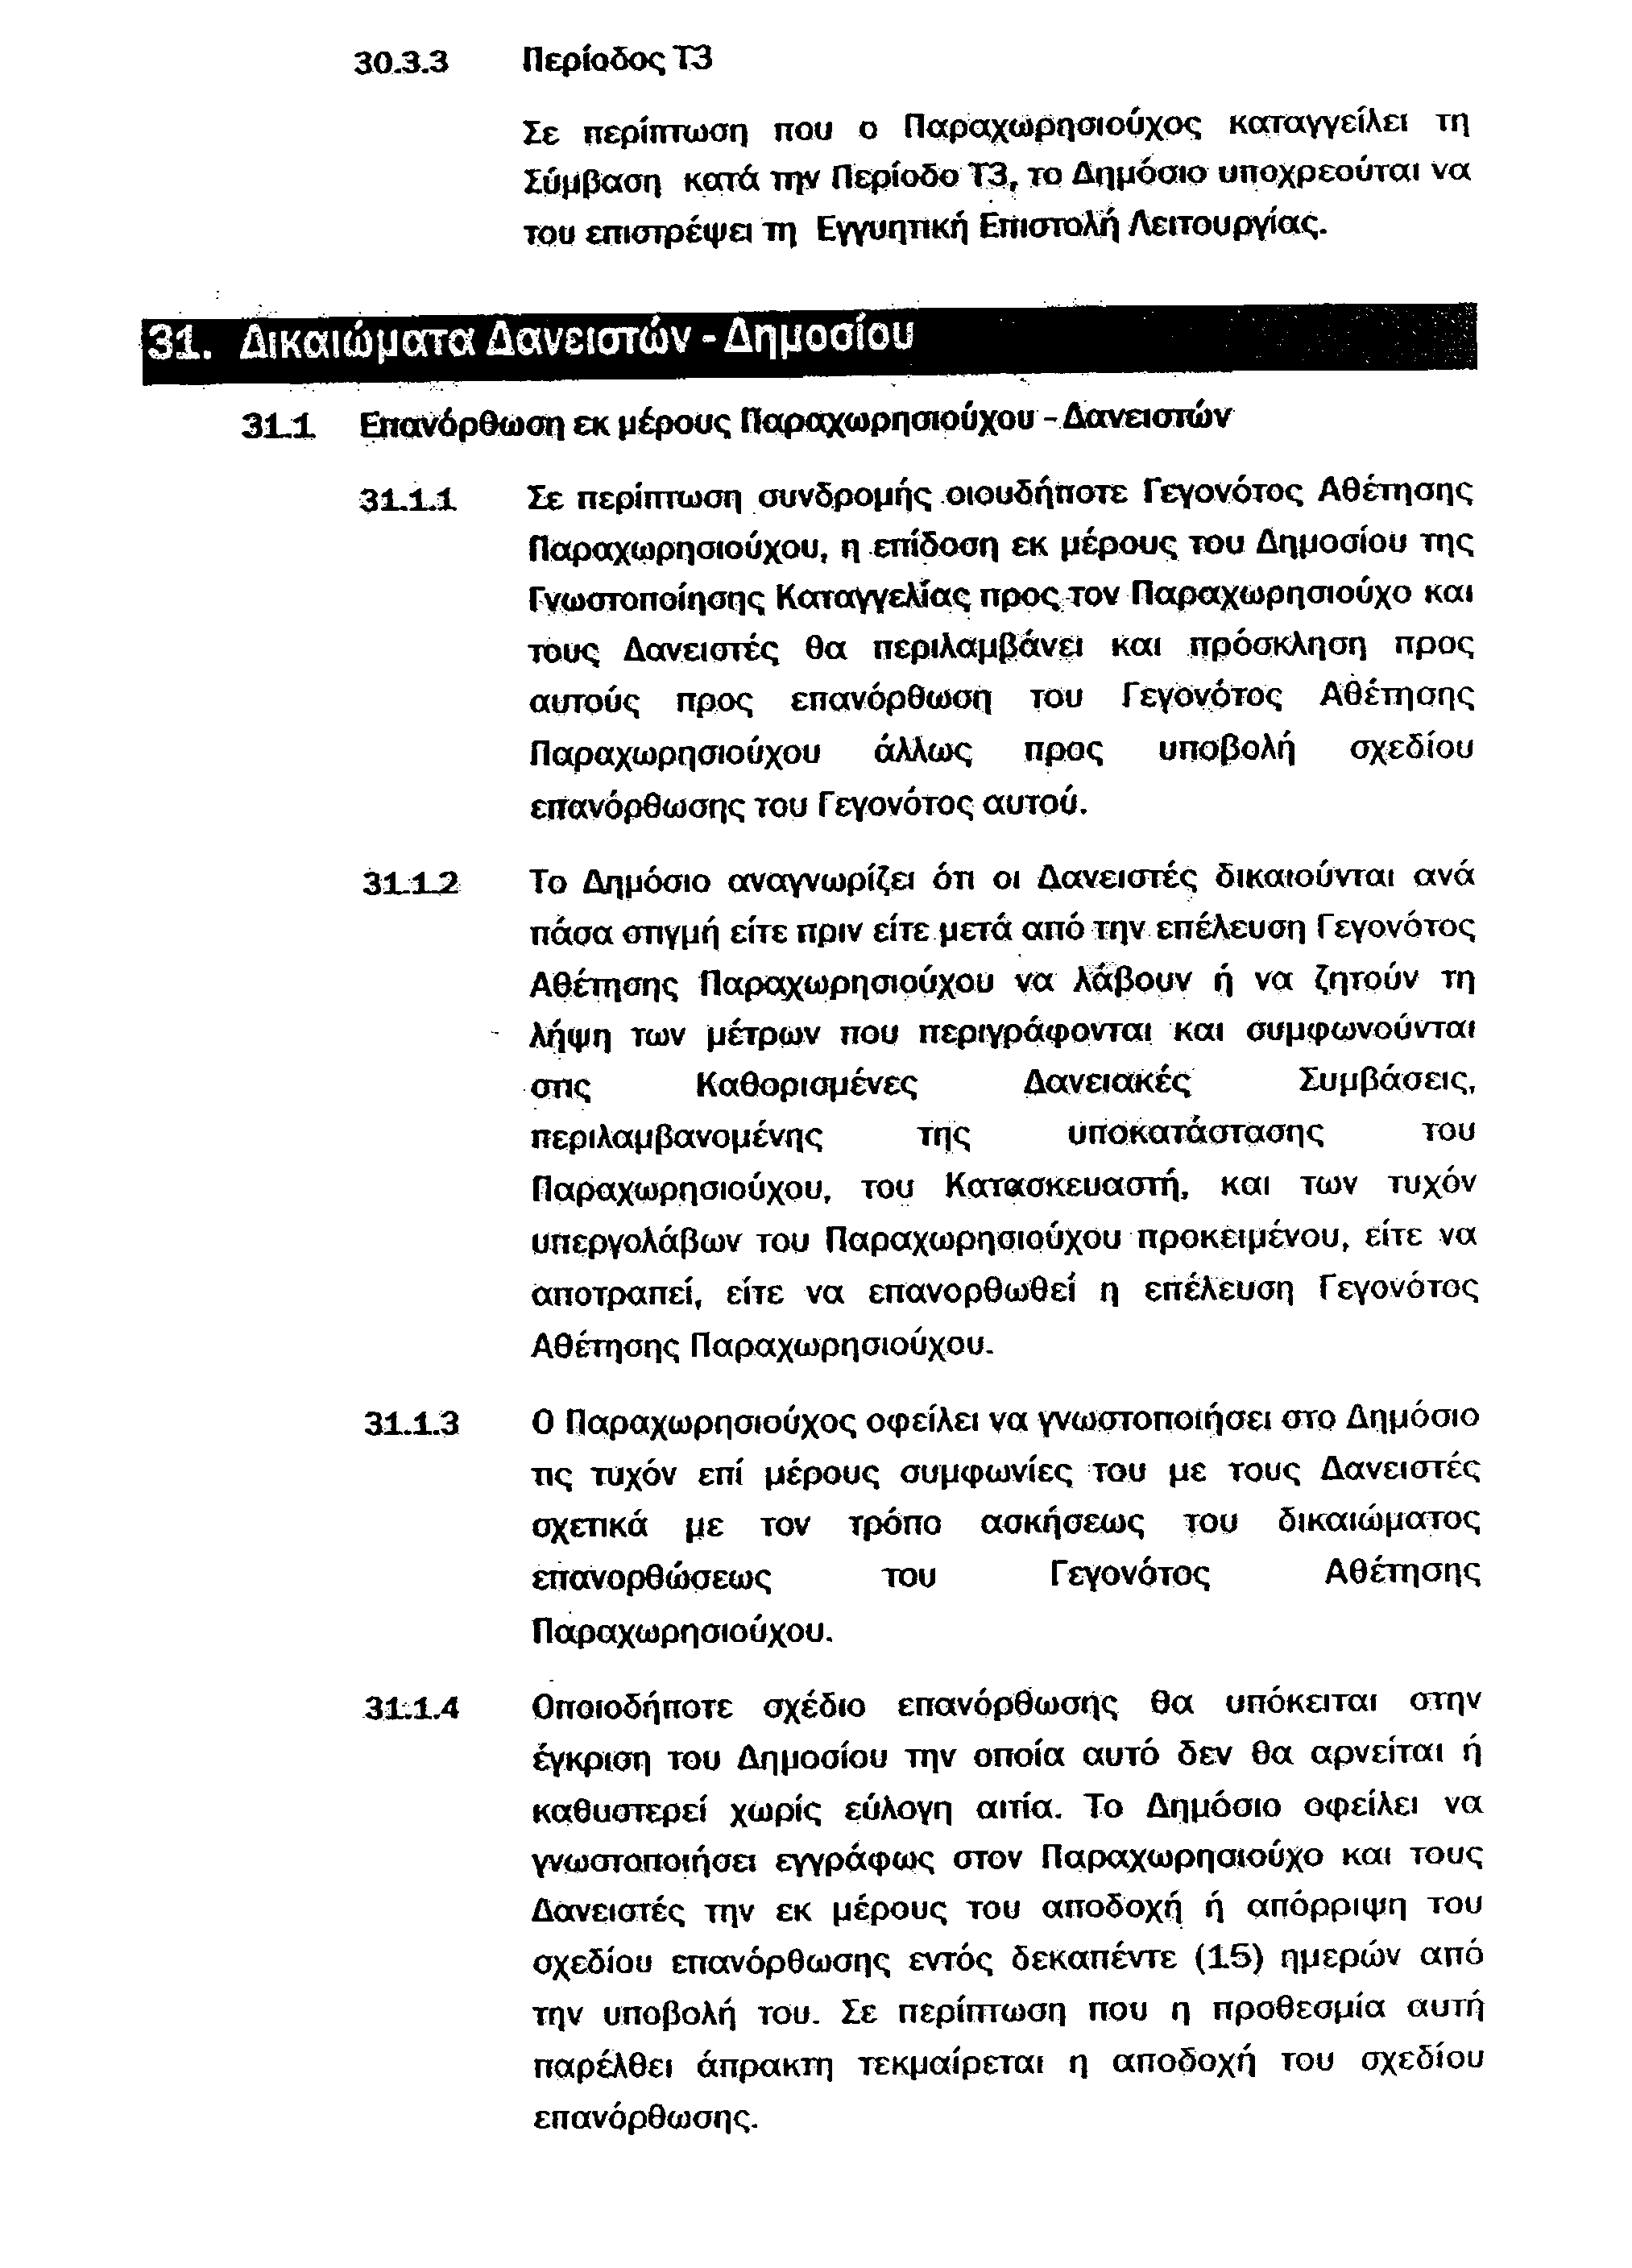 30.3.3 Περίοδος Τ3
Σε περίπτωση που ο Παραχωρησιούχος καταγγείλει τη
Σύμβαση κατά την Περίοδο Τ3, το Δημόσιο υποχρεούται να
του επιστρέψει τη Εγγυητική Επιστολή Λειτουργίας.
31. Δικαιώματα Δανειστών - Δημοσίου
31.1 Επανόρθωση εκ μέρους Παραχωρησιούχου - Δανειστών
31.1.1 Σε περίπτωση συνδρομής οιουδήποτε Γεγονότος Αθέτησης
Παραχωρησιούχου, η επίδοση εκ μέρους του Δημοσίου της
Γνωστοποίησης Καταγγελίας προς τον Παραχωρησιούχο και
τους Δανειστές θα περιλαμβάνει και πρόσκληση προς
αυτούς προς επανόρθωση του Γεγονότος Αθέτησης
Παραχωρησιούχου άλλως προς υποβολή σχεδίου
επανόρθωσης του Γεγονότος αυτού.
31.1.2 Το Δημόσιο αναγνωρίζει ότι οι Δανειστές δικαιούνται ανά
πάσα στιγμή είτε πριν είτε μετά από την επέλευση Γεγονότος
Αθέτησης Παραχωρησιούχου να λάβουν ή να ζητούν τη
λήψη των μέτρων που περιγράφονται και συμφωνούνται
στις Καθορισμένες Δανειακές Συμβάσεις,
περιλαμβανομένης της υποκατάστασης του
Παραχωρησιούχου, του Κατασκευαστή, και των τυχόν
υπεργολάβων του Παραχωρησιούχου προκειμένου, είτε να
αποτραπεί, είτε να επανορθωθεί η επέλευση Γεγονότος
Αθέτησης Παραχωρησιούχου.
31.1.3 Ο Παραχωρησιούχος οφείλει να γνωστοποιήσει στο Δημόσιο
τις τυχόν επί μέρους συμφωνίες του με τους Δανειστές
σχετικά με τον τρόπο ασκήσεως του δικαιώματος
επανορθώσεως του Γεγονότος Αθέτησης
Παραχωρησιούχου.
31.1.4 Οποιοδήποτε σχέδιο επανόρθωσής θα υπόκειται στην
έγκριση του Δημοσίου την οποία αυτό δεν θα αρνείται ή
καθυστερεί χωρίς εύλογη αιτία. Το Δημόσιο οφείλει να
γνωστοποιήσει εγγράφως στον Παραχωρησιούχο και τους
Δανειστές την εκ μέρους του αποδοχή ή απόρριψη του
σχεδίου επανόρθωσης εντός δεκαπέντε (15) ημερών από
την υποβολή του. Σε περίπτωση που η προθεσμία αυτή
παρέλθει άπρακτη τεκμαίρεται η αποδοχή του σχεδίου
επανόρθωσης.